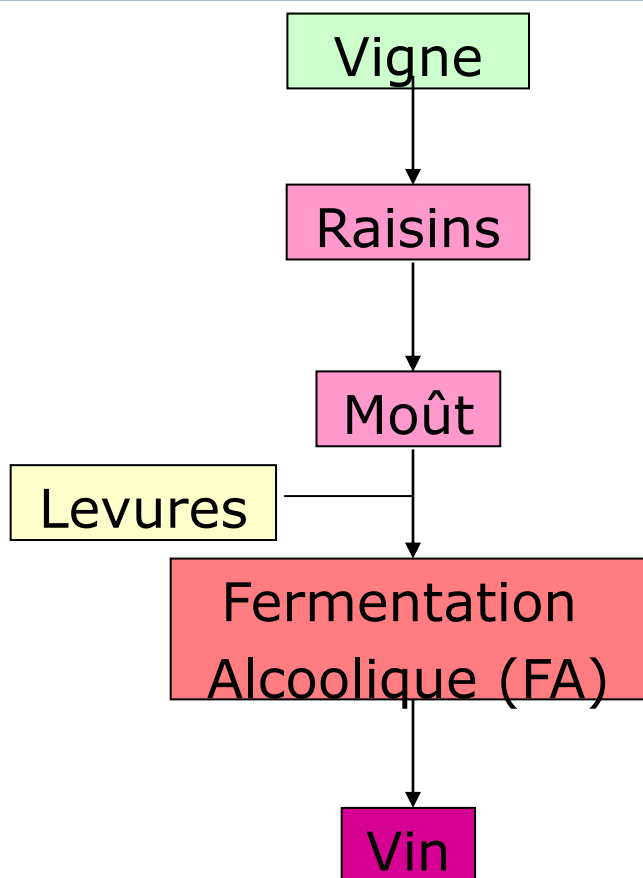 Vigne
Raisins
Moût
Levures
Fermentation
Alcoolique (FA)
Vin